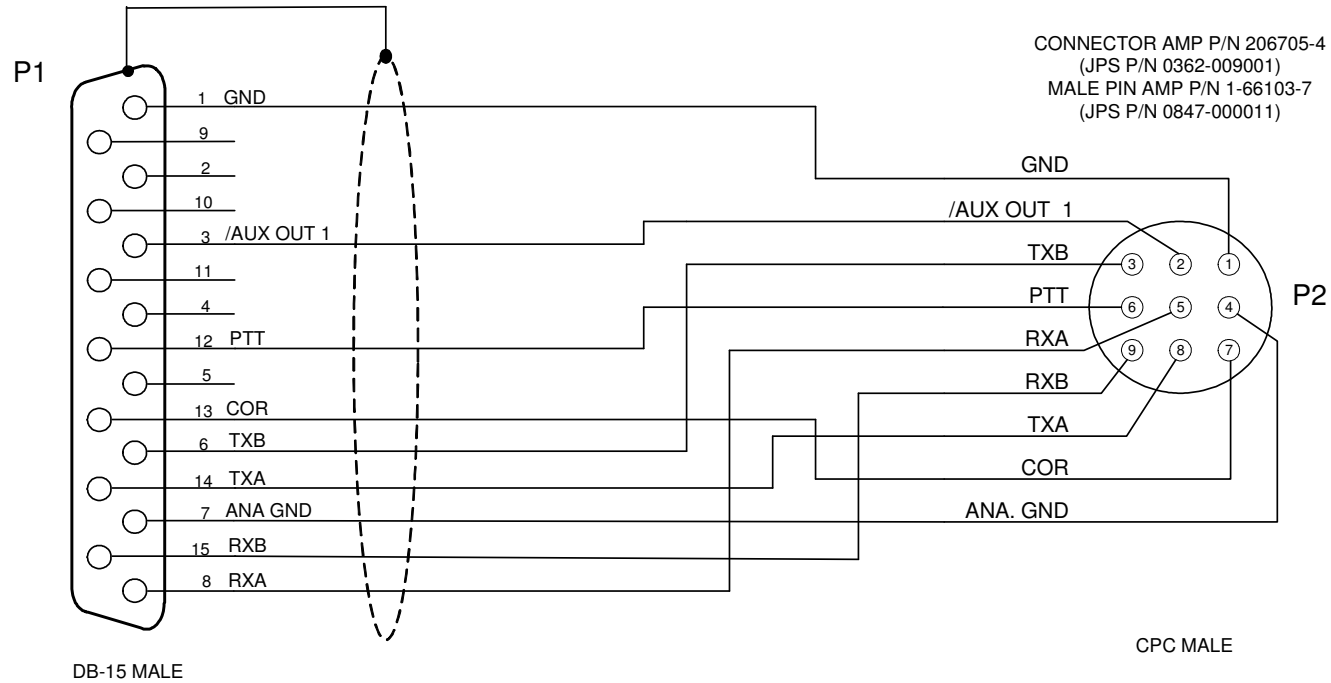 P1
CONNECTOR AMP P/N 206705-4
(JPS P/N 0362-009001)
MALE PIN AMP P/N 1-66103-7
(JPS P/N 0847-000011)
1 GND
9
2
10
3 /AUX OUT 1
11
4
12 PTT
5
13 COR
6 TXB
14 TXA
7 ANA GND
15 RXB
8 RXA
GND
/AUX OUT 1
TXB
PTT
RXA
RXB
TXA
COR
ANA. GND
3 2 1
6 5 4
9 8 7
P2
CPC MALE
DB-15 MALE